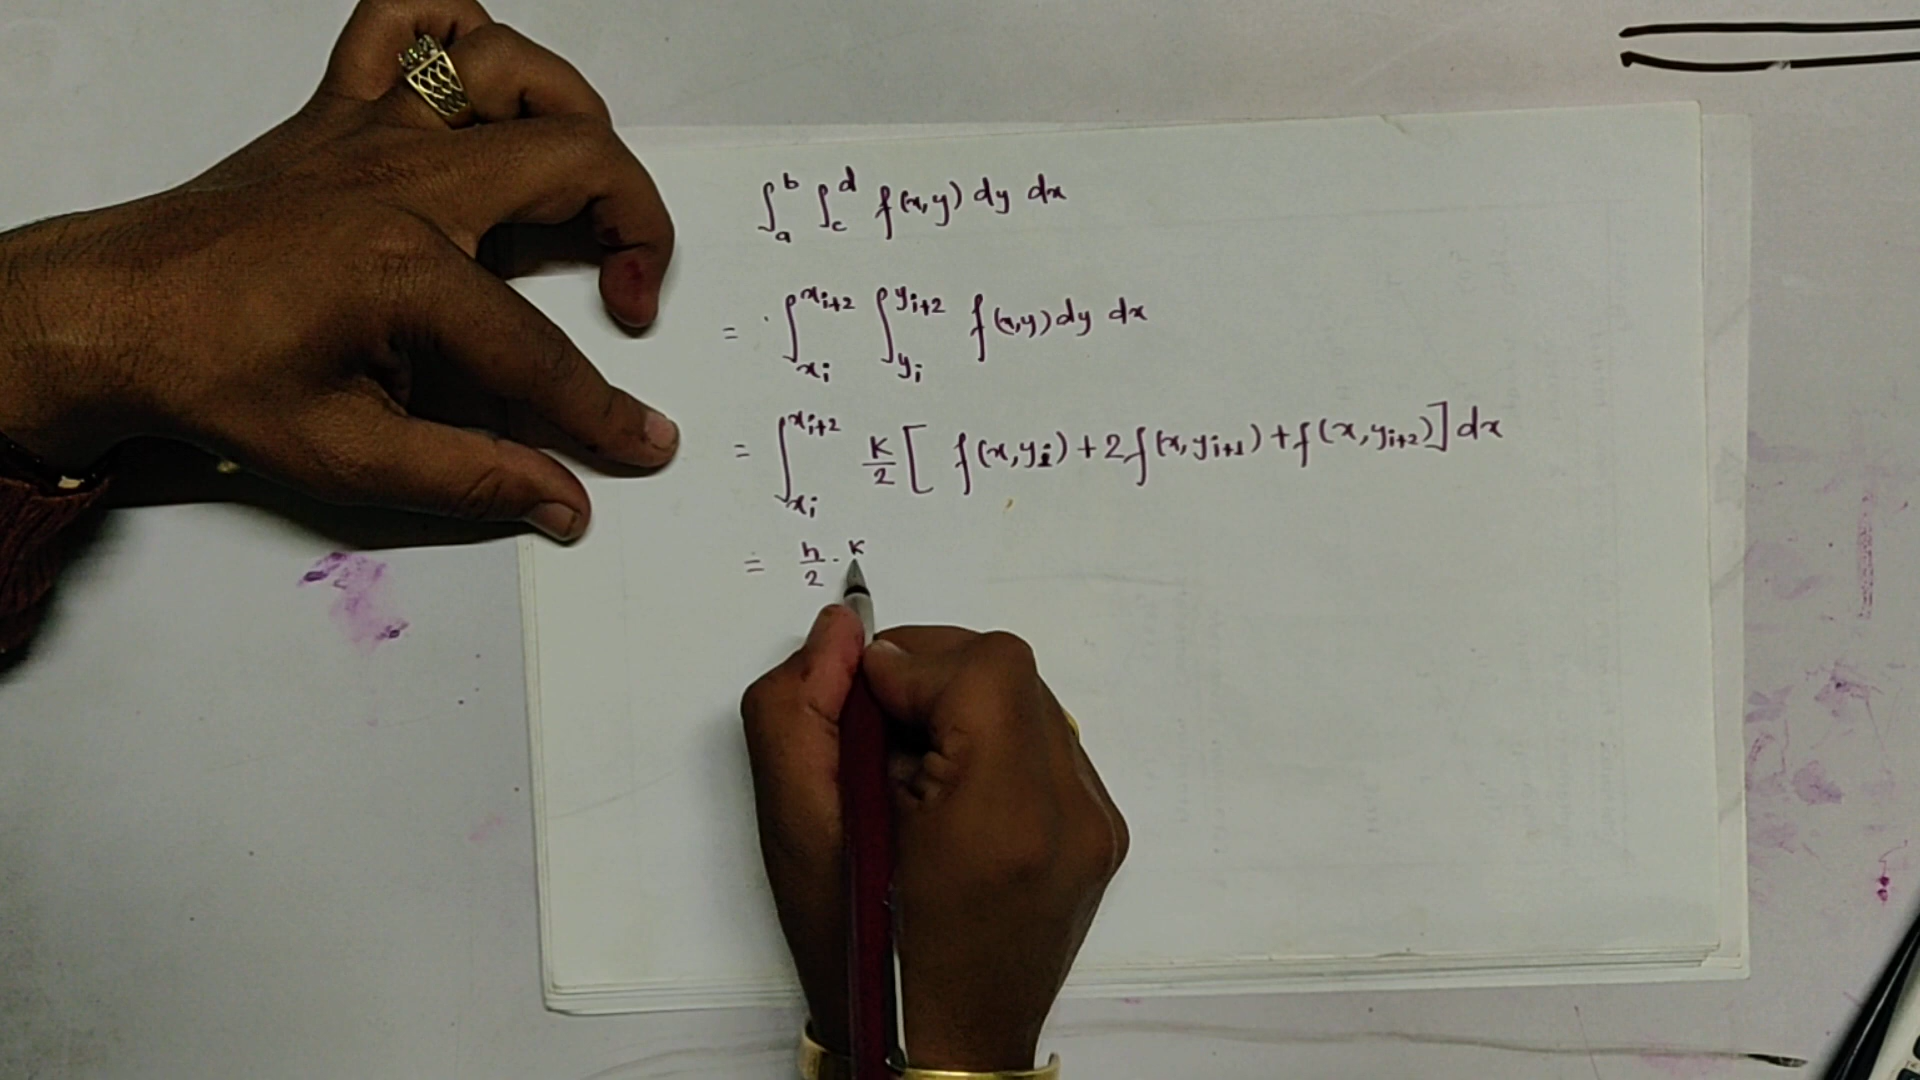 ∫_a^b ∫_c^d f(x,y) dy dx
= ∫_{x_i}^{x_{i+2}} ∫_{y_i}^{y_{i+2}} f(x,y) dy dx
= ∫_{x_i}^{x_{i+2}} K/2 [ f(x,y_i) + 2f(x,y_{i+1}) + f(x,y_{i+2}) ] dx
= h/2 · K